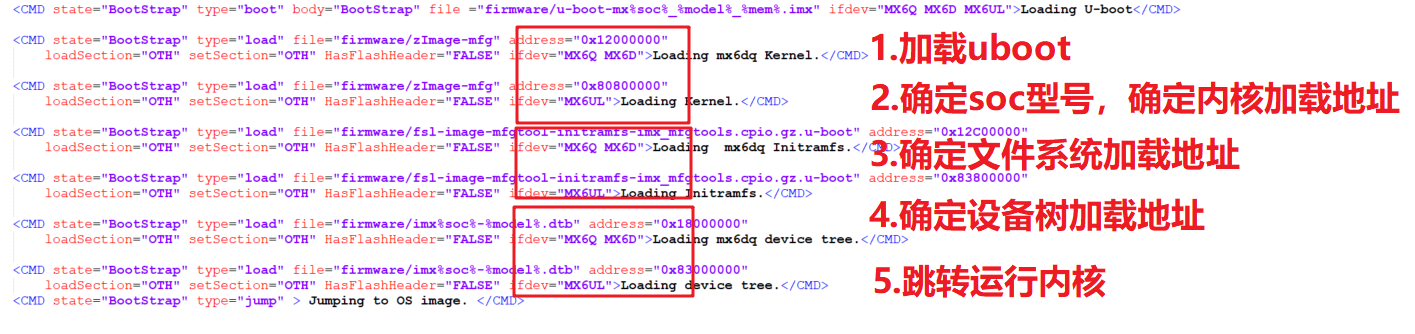 <CMD state="BootStrap" type="boot" body="BootStrap" file ="firmware/u-boot-mx%soc%_%model%_%mem%.imx" ifdev="MX6Q MX6D MX6UL">Loading U-boot</CMD>
<CMD state="BootStrap" type="load" file="firmware/zImage-mfg" address="0x12000000"
loadSection="OTH" setSection="OTH" HasFlashHeader="FALSE" ifdev="MX6Q MX6D">Loading mx6dq Kernel.</CMD>
1.加载uboot
<CMD state="BootStrap" type="load" file="firmware/zImage-mfg" address="0x80800000"
loadSection="OTH" setSection="OTH" HasFlashHeader="FALSE" ifdev="MX6UL">Loading Kernel.</CMD>
2.确定soc型号，确定内核加载地址
<CMD state="BootStrap" type="load" file="firmware/fsl-image-mfgtool-initramfs-imx_mfgtools.cpio.gz.u-boot" address="0x12C00000"
loadSection="OTH" setSection="OTH" HasFlashHeader="FALSE" ifdev="MX6Q MX6D">Loading  mx6dq Initramfs.</CMD>
3.确定文件系统加载地址
<CMD state="BootStrap" type="load" file="firmware/fsl-image-mfgtool-initramfs-imx_mfgtools.cpio.gz.u-boot" address="0x83800000"
loadSection="OTH" setSection="OTH" HasFlashHeader="FALSE" ifdev="MX6UL">Loading Initramfs.</CMD>
4.确定设备树加载地址
<CMD state="BootStrap" type="load" file="firmware/imx%soc%-%model%.dtb" address="0x18000000"
loadSection="OTH" setSection="OTH" HasFlashHeader="FALSE" ifdev="MX6Q MX6D">Loading mx6dq device tree.</CMD>
<CMD state="BootStrap" type="load" file="firmware/imx%soc%-%model%.dtb" address="0x83000000"
loadSection="OTH" setSection="OTH" HasFlashHeader="FALSE" ifdev="MX6UL">Loading device tree.</CMD>
5.跳转运行内核
<CMD state="BootStrap" type="jump" > Jumping to OS image. </CMD>